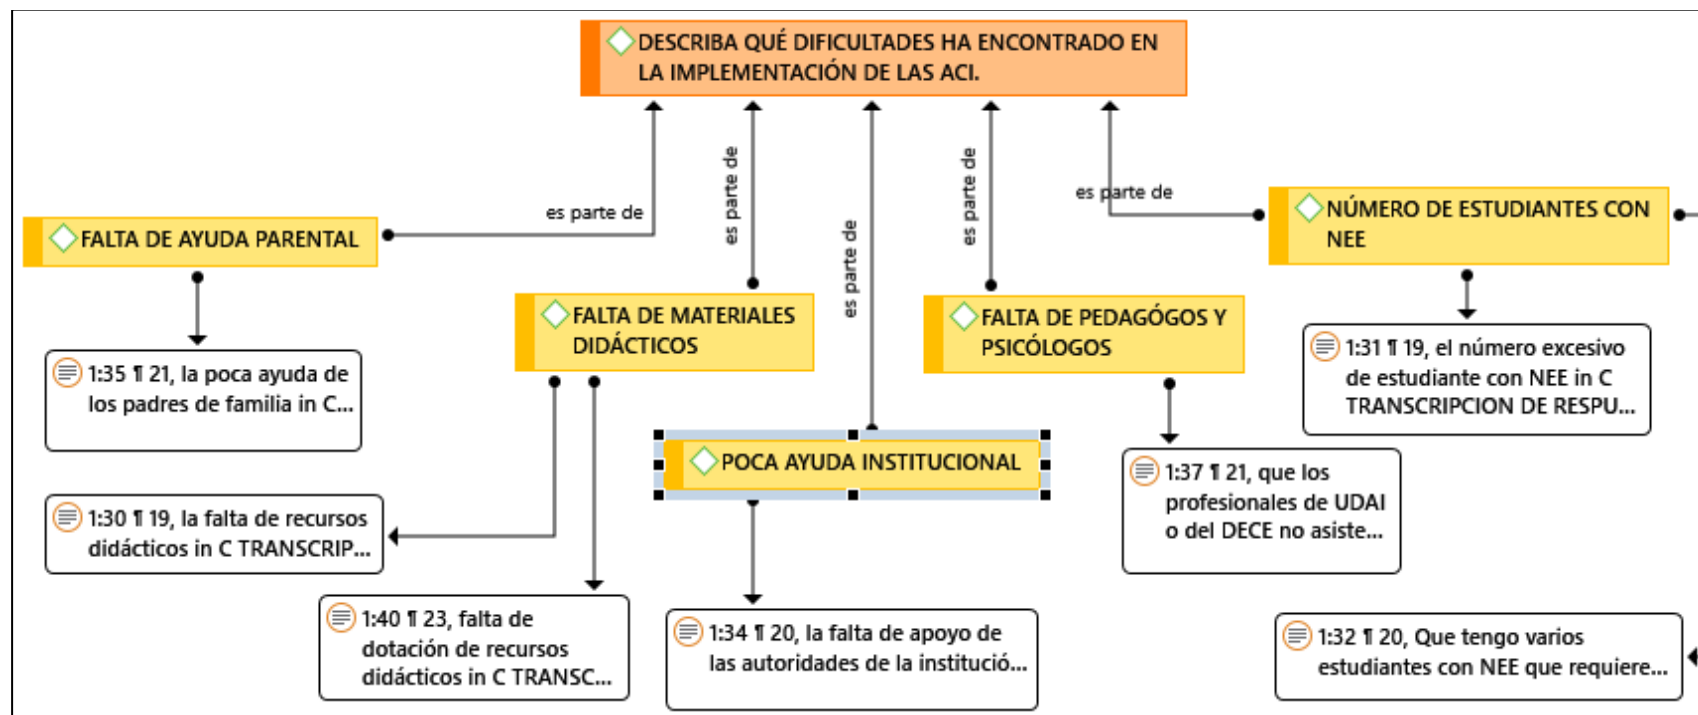 DESCRIBA QUÉ DIFICULTADES HA ENCONTRADO EN
LA IMPLEMENTACIÓN DE LAS ACI.
es parte de
es parte de
es parte de
es parte de
es parte de
FALTA DE AYUDA PARENTAL
1:35 ¶ 21, la poca ayuda de
los padres de familia in C...
FALTA DE MATERIALES
DIDÁCTICOS
1:30 ¶ 19, la falta de recursos
didácticos in C TRANSCRIP...
1:40 ¶ 23, falta de
dotación de recursos
didácticos in C TRANSC...
POCA AYUDA INSTITUCIONAL
1:34 ¶ 20, la falta de apoyo de
las autoridades de la institució...
FALTA DE PEDAGÓGOS Y
PSICÓLOGOS
1:37 ¶ 21, que los
profesionales de UDAI
o del DECE no asiste...
NÚMERO DE ESTUDIANTES CON
NEE
1:31 ¶ 19, el número excesivo
de estudiante con NEE in C
TRANSCRIPCION DE RESPU...
1:32 ¶ 20, Que tengo varios
estudiantes con NEE que requiere...